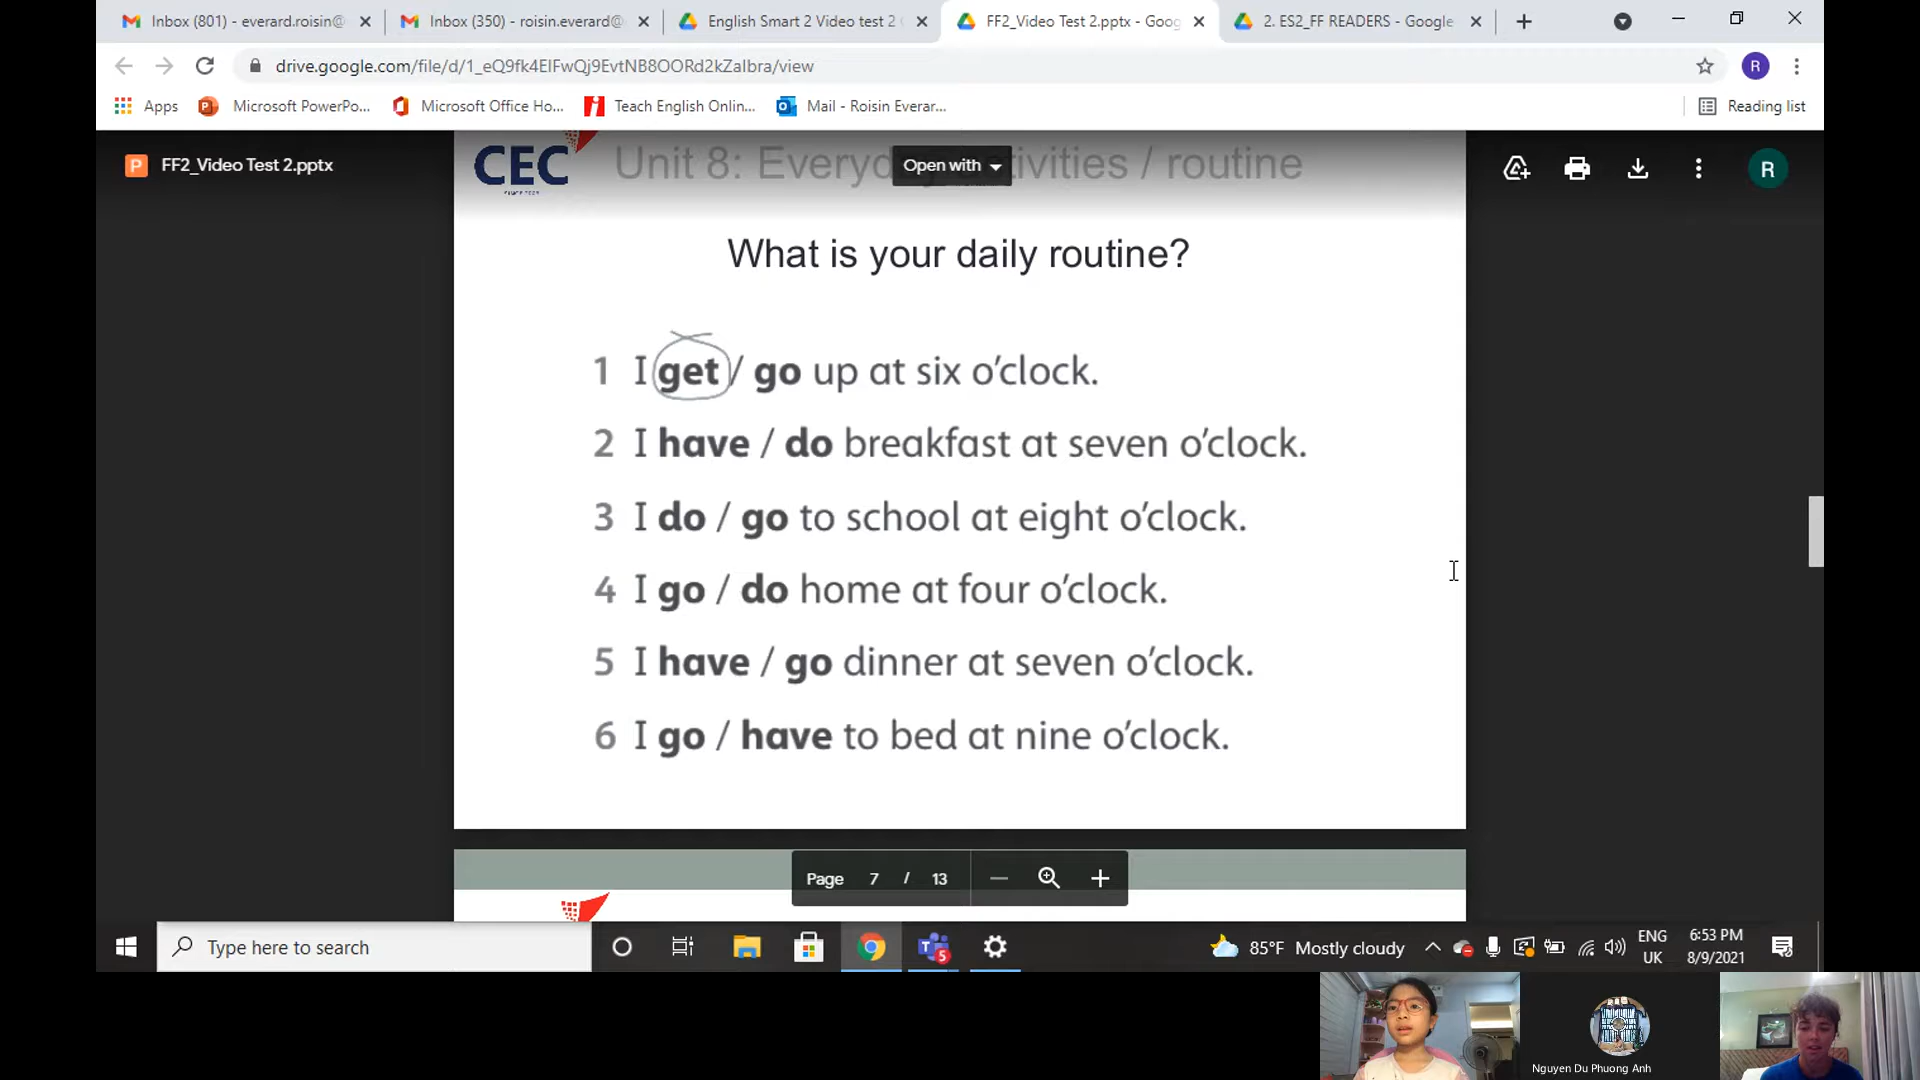 Inbox (801) - everard.roisin@
Inbox (350) - roisin.everard@
English Smart 2 Video test 2
FF2_Video Test 2.pptx - Goog
2. ES2_FF READERS - Google
drive.google.com/file/d/1_eQ9fk4ElFwQj9EvtNB8OORd2kZaIbra/view
R
Apps
Microsoft PowerPo...
Microsoft Office Ho...
Teach English Onlin...
Mail - Roisin Everar...
Reading list
FF2_Video Test 2.pptx
Open with
R
CEC
Unit 8: Everyd tivities / routine
What is your daily routine?
1 I get / go up at six o'clock.
2 I have / do breakfast at seven o'clock.
3 I do / go to school at eight o'clock.
4 I go / do home at four o'clock.
5 I have / go dinner at seven o'clock.
6 I go / have to bed at nine o'clock.
Page 7 / 13
Type here to search
5
85°F Mostly cloudy
ENG
UK
6:53 PM
8/9/2021
Nguyen Du Phuong Anh